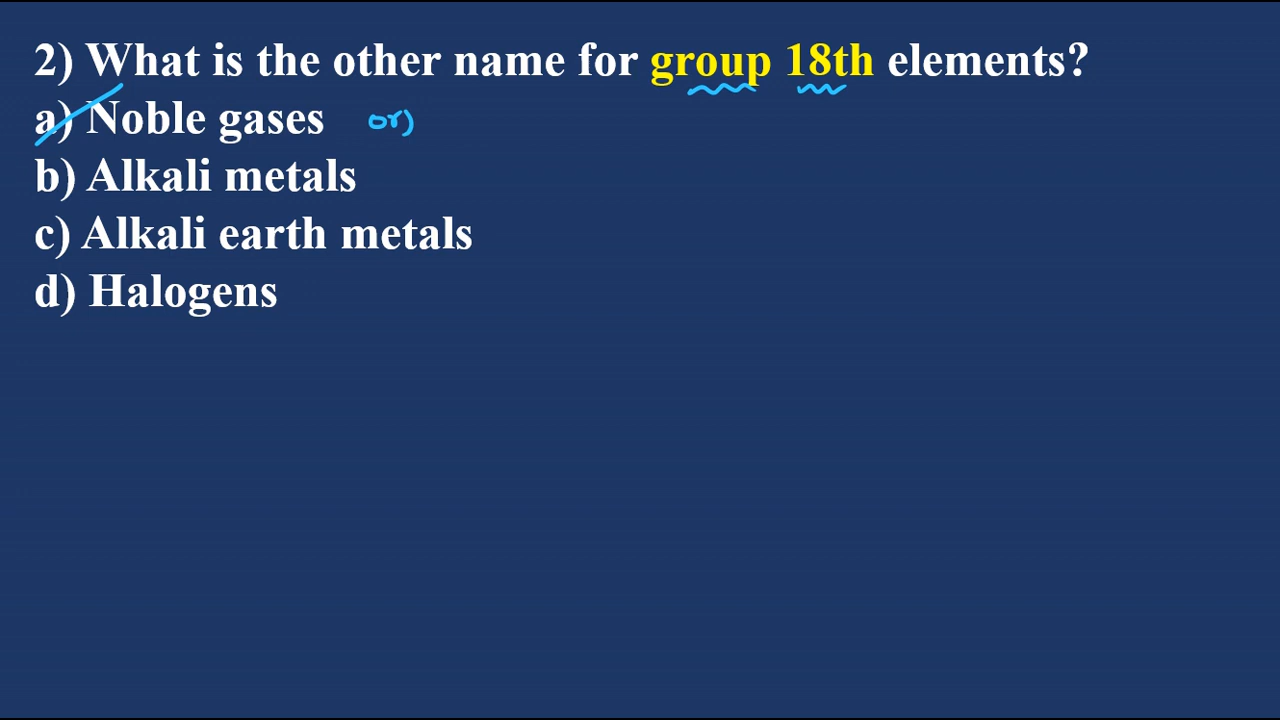 2) What is the other name for group 18th elements?
a) Noble gases or)
b) Alkali metals
c) Alkali earth metals
d) Halogens